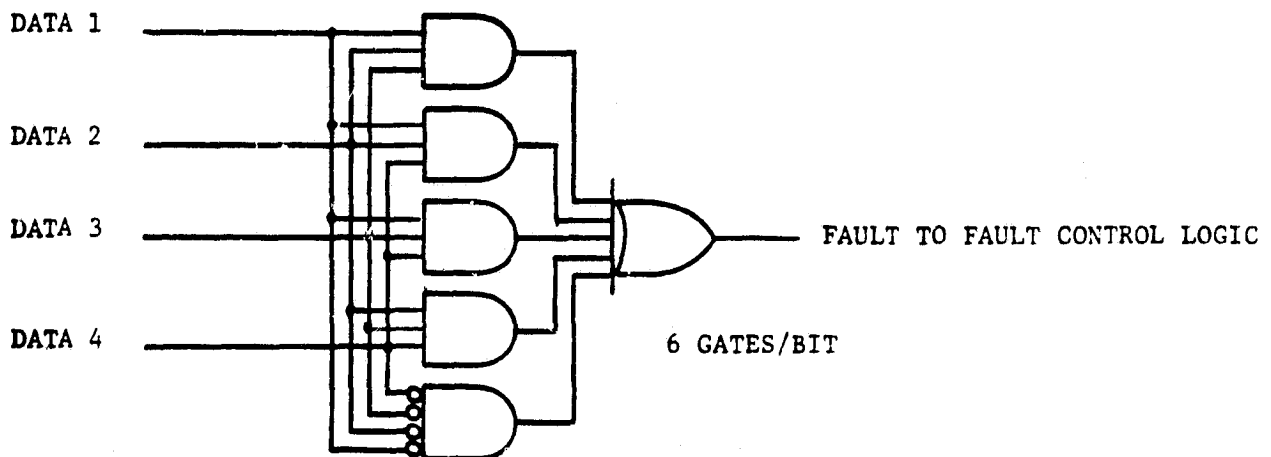 DATA 1
DATA 2
DATA 3
FAULT TO FAULT CONTROL LOGIC
DATA 4
6 GATES/BIT